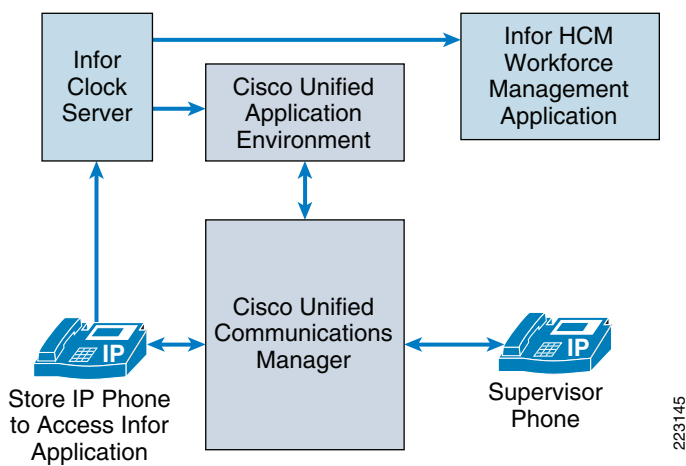 Infor
Clock
Server
Cisco Unified
Application
Environment
Infor HCM
Workforce
Management
Application
Cisco Unified
Communications
Manager
IP
Store IP Phone
to Access Infor
Application
IP
Supervisor
Phone
223145